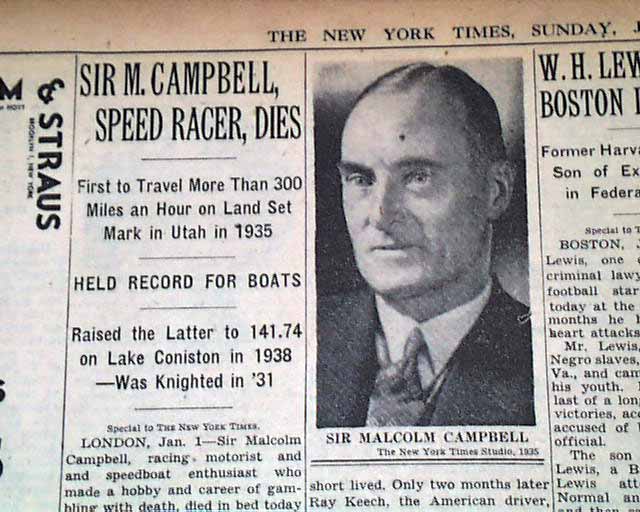 THE NEW YORK TIMES, SUNDAY,
M
& STRAUS
BROOKLYN 1, NEW YORK
SIR M. CAMPBELL,
SPEED RACER, DIES
First to Travel More Than 300
Miles an Hour on Land Set
Mark in Utah in 1935
HELD RECORD FOR BOATS
Raised the Latter to 141.74
on Lake Coniston in 1938
—Was Knighted in '31
Special to THE NEW YORK TIMES.
LONDON, Jan. 1—Sir Malcolm
Campbell, racing motorist and
and speedboat enthusiast who
made a hobby and career of gam-
bling with death, died in bed today
SIR MALCOLM CAMPBELL
The New York Times Studio, 1935
short lived. Only two months later
Ray Keech, the American driver,
W. H. LEW
BOSTON
Former Harva
Son of Ex
in Federa
Special to T
BOSTON, J
Lewis, one
criminal lawy
football star
today at the
months he h
heart attacks
Mr. Lewis,
Negro slaves,
Va., and cam
his youth.
last of a long
victories, acc
accused of
official.
The son
Lewis, a B
Lewis atte
Normal an